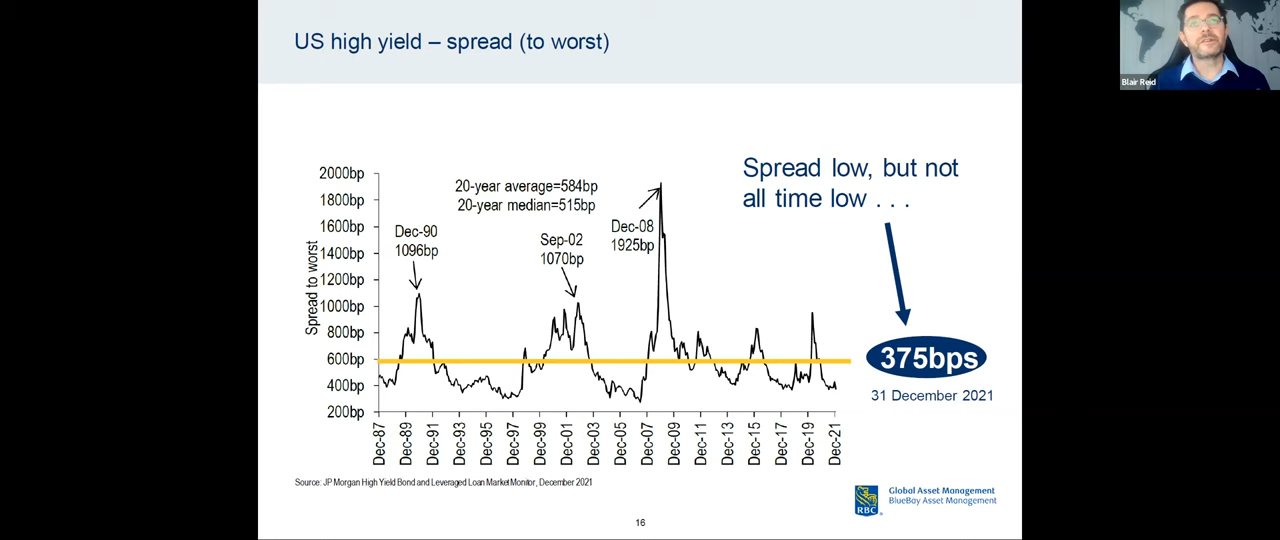 US high yield – spread (to worst)
Blair Reid
Spread low, but not
all time low . . .
2000bp
1800bp
1600bp
1400bp
1200bp
1000bp
800bp
600bp
400bp
200bp
Spread to worst
20-year average=584bp
20-year median=515bp
Dec-90
1096bp
Sep-02
1070bp
Dec-08
1925bp
375bps
31 December 2021
Dec-87
Dec-89
Dec-91
Dec-93
Dec-95
Dec-97
Dec-99
Dec-01
Dec-03
Dec-05
Dec-07
Dec-09
Dec-11
Dec-13
Dec-15
Dec-17
Dec-19
Dec-21
Source: JP Morgan High Yield Bond and Leveraged Loan Market Monitor, December 2021
RBC
Global Asset Management
BlueBay Asset Management
16